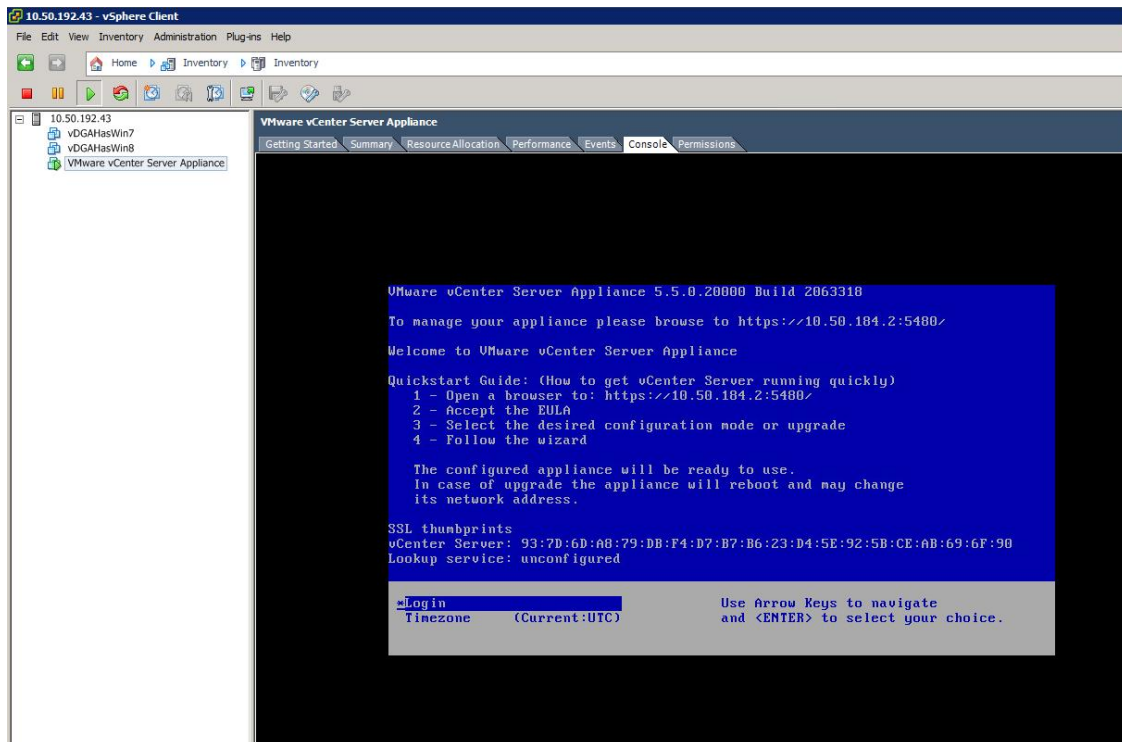 10.50.192.43 - vSphere Client
File Edit View Inventory Administration Plug-ins Help
Home Inventory Inventory
10.50.192.43
vDGAHasWin7
vDGAHasWin8
VMware vCenter Server Appliance
VMware vCenter Server Appliance
Getting Started Summary Resource Allocation Performance Events Console Permissions
VMware vCenter Server Appliance 5.5.0.20000 Build 2063318
To manage your appliance please browse to https://10.50.184.2:5480/
Welcome to VMware vCenter Server Appliance
Quickstart Guide: (How to get vCenter Server running quickly)
1 - Open a browser to: https://10.50.184.2:5480/
2 - Accept the EULA
3 - Select the desired configuration mode or upgrade
4 - Follow the wizard
The configured appliance will be ready to use.
In case of upgrade the appliance will reboot and may change
its network address.
SSL thumbprints
vCenter Server: 93:7D:6D:A8:79:DB:F4:D7:B7:B6:23:D4:5E:92:5B:CE:AB:69:6F:90
Lookup service: unconfigured
*Login Use Arrow Keys to navigate
Timezone (Current:UTC) and <ENTER> to select your choice.